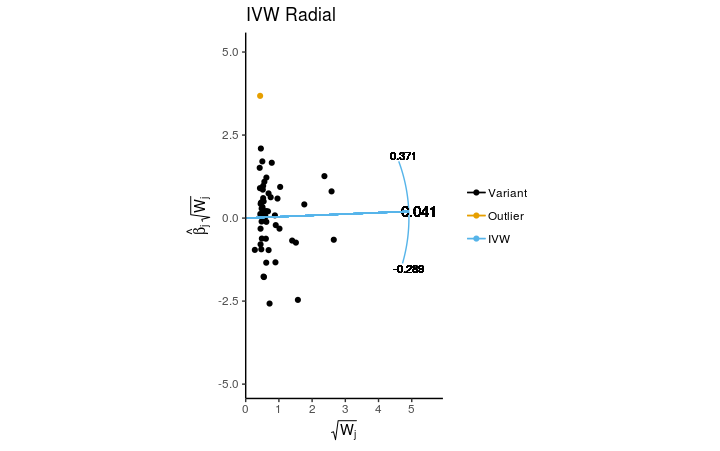 IVW Radial
5.0
2.5
0.0
-2.5
-5.0
β̂j√Wj
0.371
0.041
-0.289
Variant
Outlier
IVW
0 1 2 3 4 5
√Wj